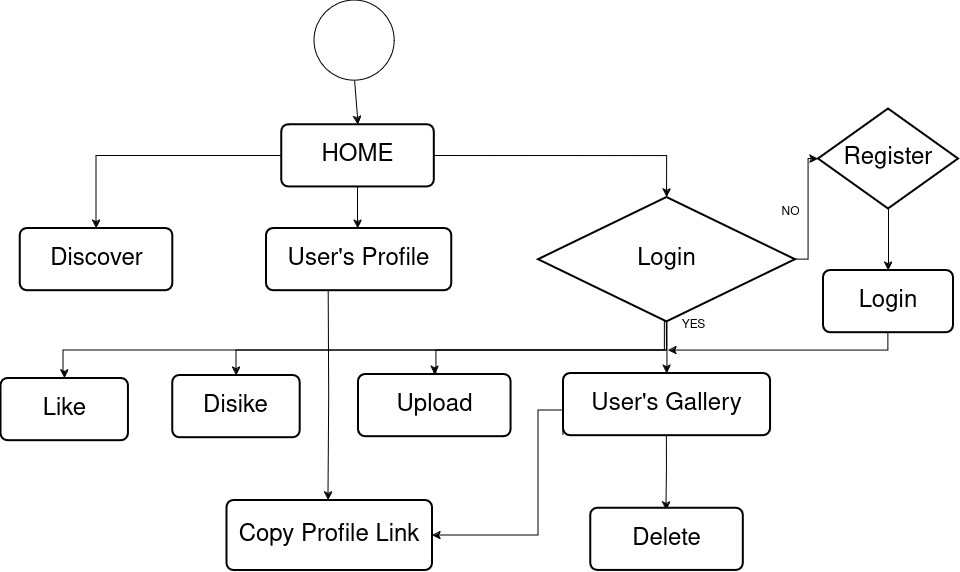 HOME
Register
Discover
User's Profile
Login
NO
Login
YES
Like
Disike
Upload
User's Gallery
Copy Profile Link
Delete